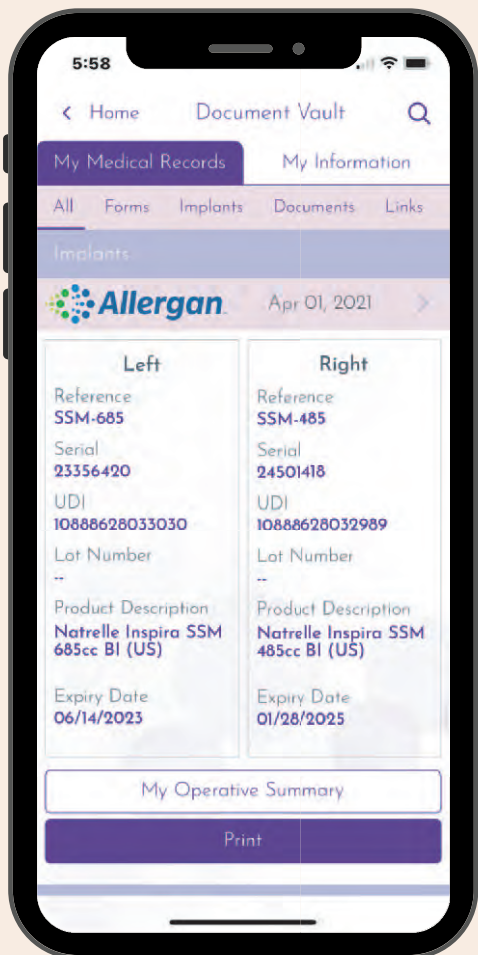 5:58
Home Document Vault
My Medical Records My Information
All Forms Implants Documents Links
Implants
Allergan Apr 01, 2021
Left
Reference
SSM-685
Serial
23356420
UDI
10888628033030
Lot Number
--
Product Description
Natrelle Inspira SSM
685cc BI (US)
Expiry Date
06/14/2023
Right
Reference
SSM-485
Serial
24501418
UDI
10888628032989
Lot Number
--
Product Description
Natrelle Inspira SSM
485cc BI (US)
Expiry Date
01/28/2025
My Operative Summary
Print